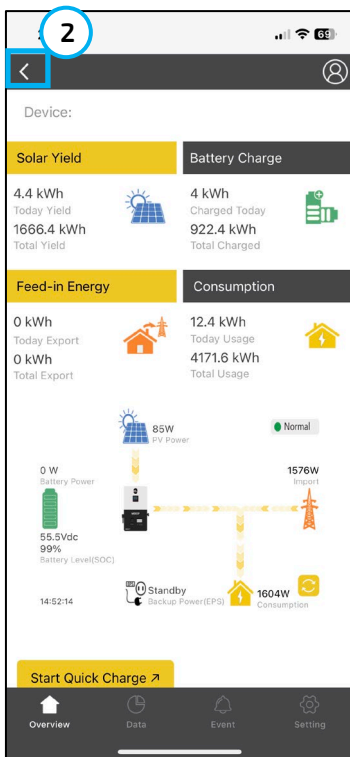 2
69
Device:
Solar Yield
Battery Charge
4.4 kWh
Today Yield
1666.4 kWh
Total Yield
4 kWh
Charged Today
922.4 kWh
Total Charged
Feed-in Energy
Consumption
0 kWh
Today Export
0 kWh
Total Export
12.4 kWh
Today Usage
4171.6 kWh
Total Usage
85W
PV Power
Normal
0 W
Battery Power
1576W
Import
55.5Vdc
99%
Battery Level(SOC)
EPS
Standby
Backup Power(EPS)
1604W
Consumption
14:52:14
Start Quick Charge ↗
Overview
Data
Event
Setting